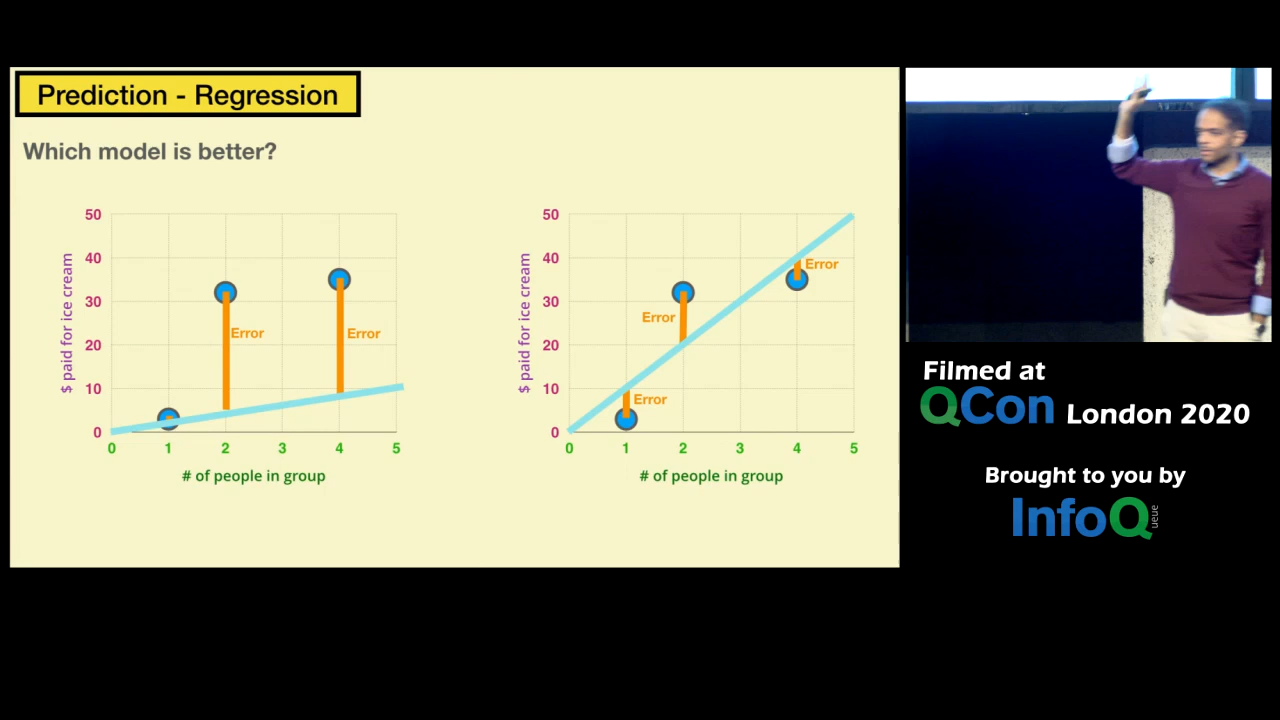 Prediction - Regression
Which model is better?
$ paid for ice cream
50
40
30
20
10
0
Error
Error
0 1 2 3 4 5
# of people in group
$ paid for ice cream
50
40
30
20
10
0
Error
Error
Error
0 1 2 3 4 5
# of people in group
Filmed at
QCon London 2020
Brought to you by
InfoQueue